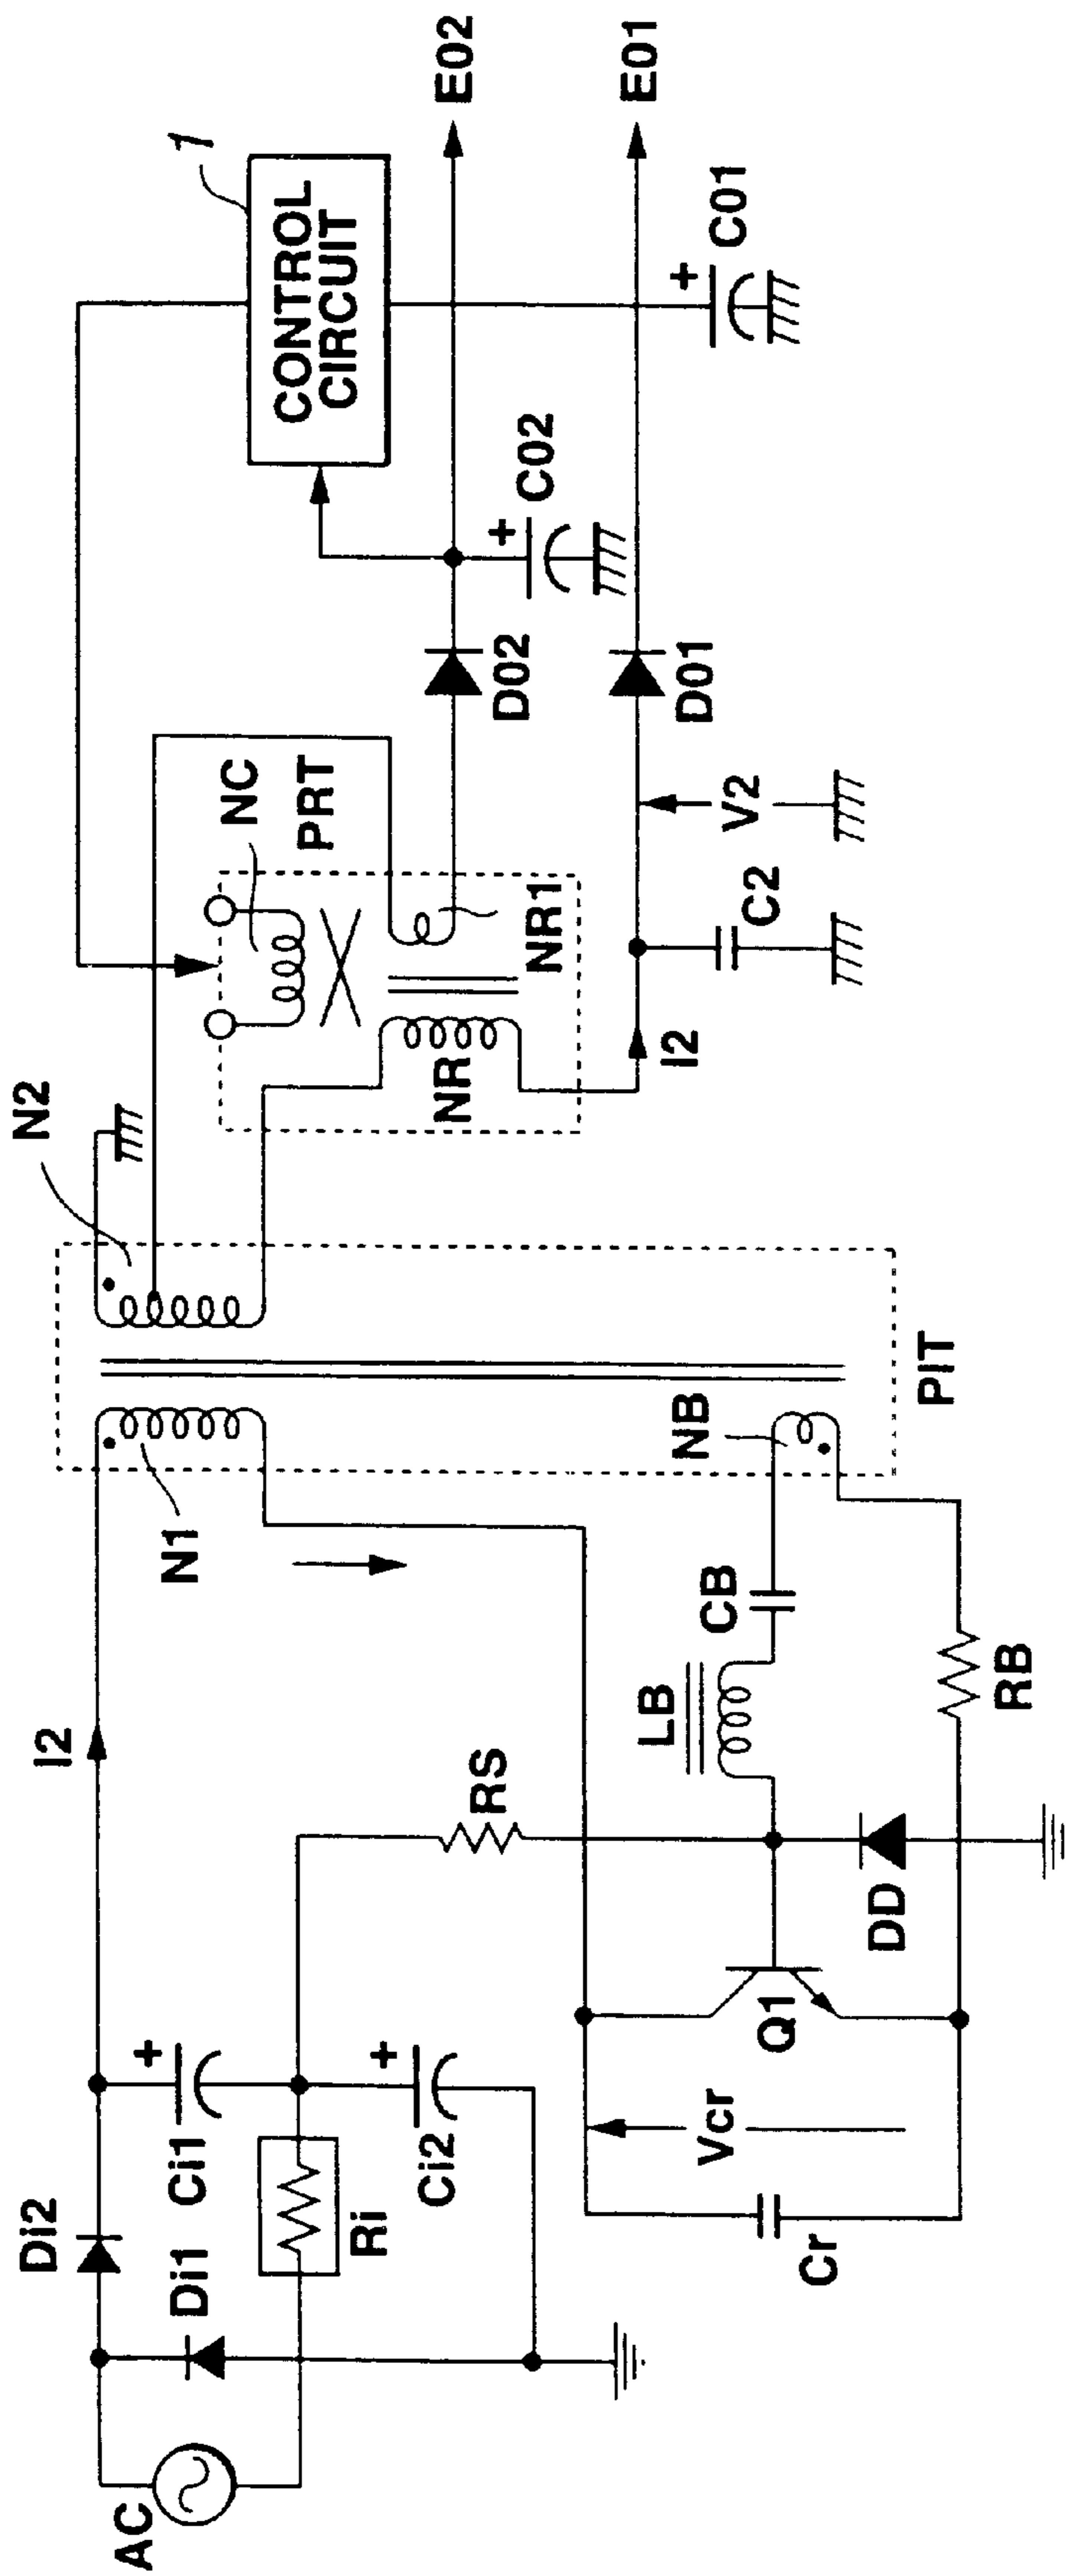 AC
Di2
Di1
Ri
Ci1
+
Ci2
+
I2
RS
Vcr
Cr
Q1
DD
LB
CB
RB
N1
NB
PIT
N2
NR
NR1
NC
PRT
I2
C2
V2
D02
D01
C02
+
CONTROL
CIRCUIT
1
C01
+
E02
E01